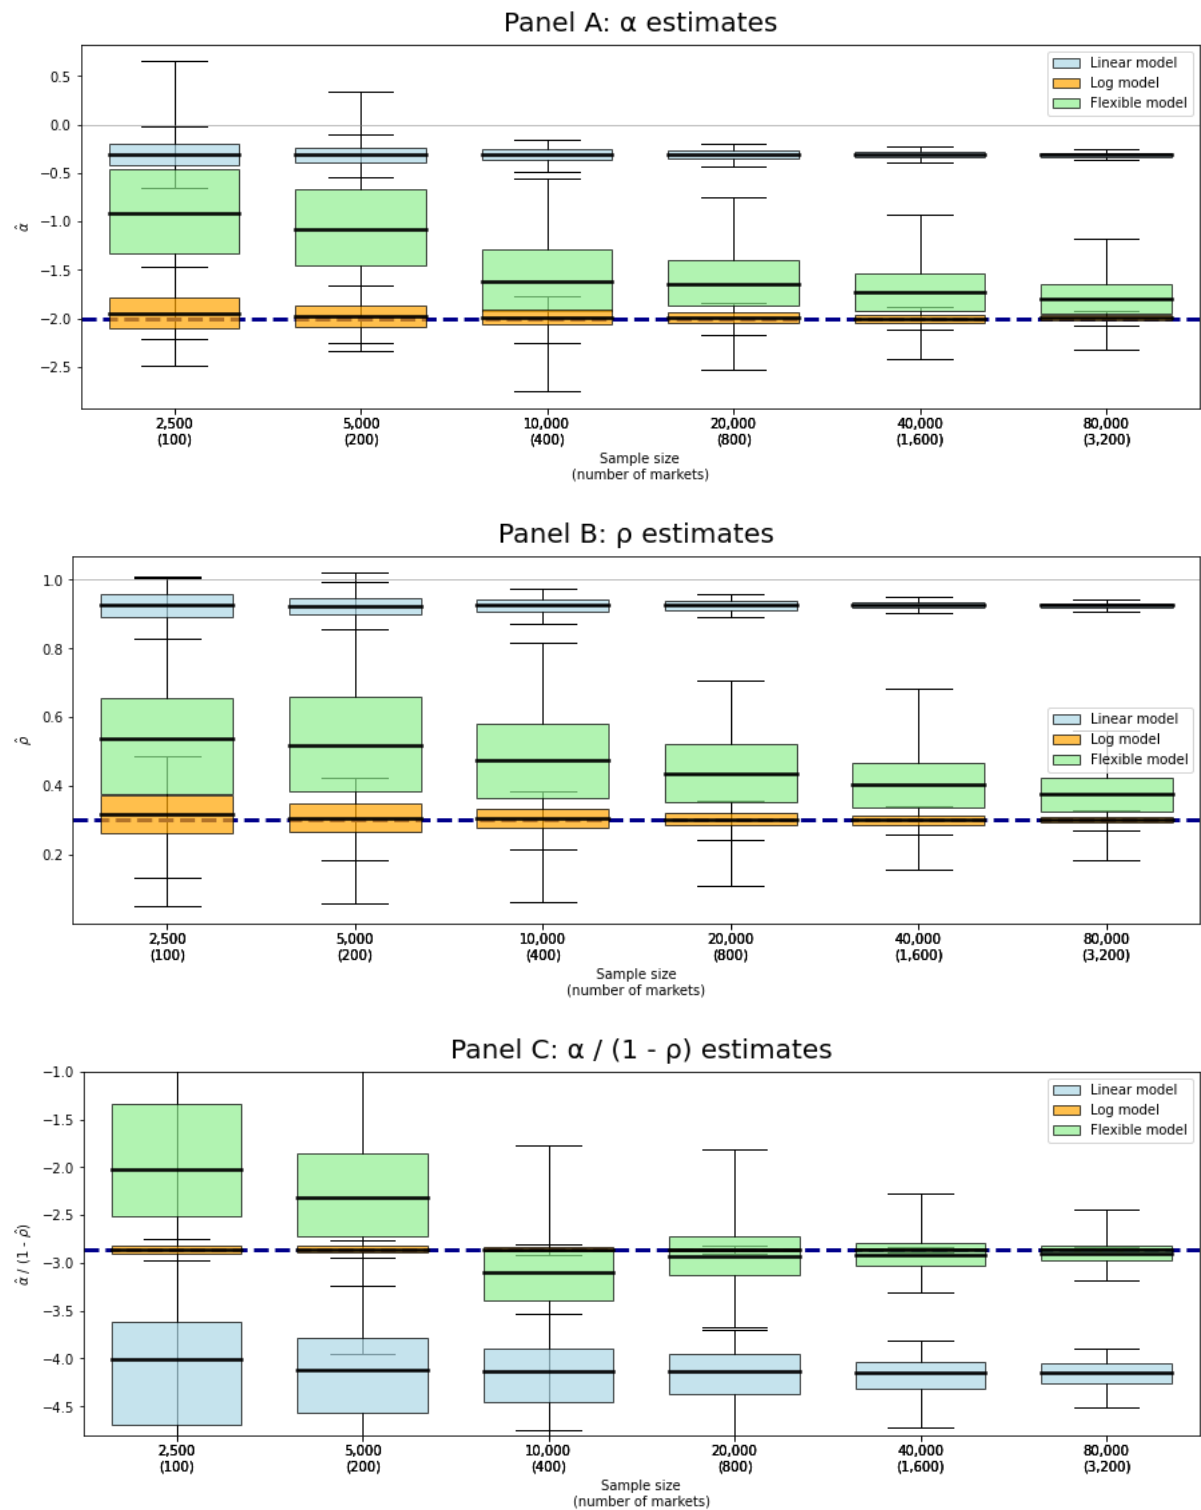 Panel A: α estimates
Linear model
Log model
Flexible model
0.5
0.0
−0.5
−1.0
−1.5
−2.0
−2.5
α̂
2,500 5,000 10,000 20,000 40,000 80,000
(100) (200) (400) (800) (1,600) (3,200)
Sample size
(number of markets)
Panel B: ρ estimates
1.0
0.8
0.6
0.4
0.2
ρ̂
Linear model
Log model
Flexible model
2,500 5,000 10,000 20,000 40,000 80,000
(100) (200) (400) (800) (1,600) (3,200)
Sample size
(number of markets)
Panel C: α / (1 - ρ) estimates
Linear model
Log model
Flexible model
−1.0
−1.5
−2.0
−2.5
−3.0
−3.5
−4.0
−4.5
α̂ / (1 - ρ̂)
2,500 5,000 10,000 20,000 40,000 80,000
(100) (200) (400) (800) (1,600) (3,200)
Sample size
(number of markets)